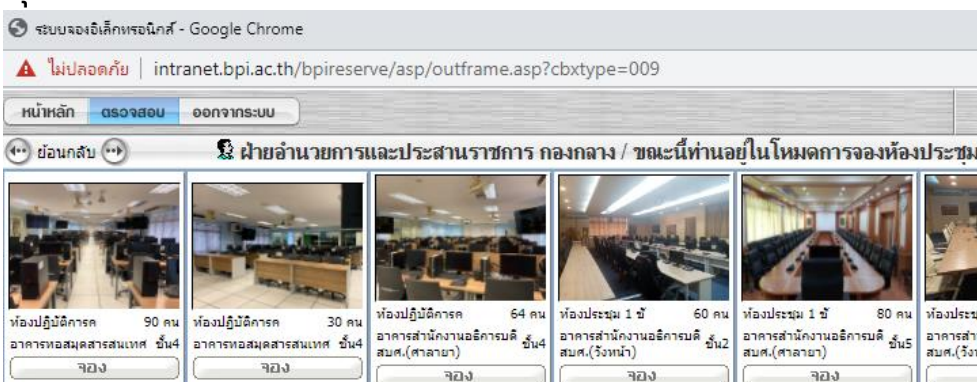 ระบบจองอิเล็กทรอนิกส์ - Google Chrome
ไม่ปลอดภัย | intranet.bpi.ac.th/bpireserve/asp/outframe.asp?cbxtype=009
หน้าหลัก ตรวจสอบ ออกจากระบบ
ย้อนกลับ ฝ่ายอำนวยการและประสานราชการ กองกลาง / ขณะนี้ท่านอยู่ในโหมดการจองห้องประชุม
ห้องปฏิบัติการค 90 คน
อาคารหอสมุดสารสนเทศ ชั้น4
จอง
ห้องปฏิบัติการค 30 คน
อาคารหอสมุดสารสนเทศ ชั้น4
จอง
ห้องปฏิบัติการค 64 คน
อาคารสำนักงานอธิการบดี ชั้น4
สบศ.(ศาลายา)
จอง
ห้องประชุม 1 ชั 60 คน
อาคารสำนักงานอธิการบดี ชั้น2
สบศ.(วังหน้า)
จอง
ห้องประชุม 1 ชั 80 คน
อาคารสำนักงานอธิการบดี ชั้น5
สบศ.(ศาลายา)
จอง